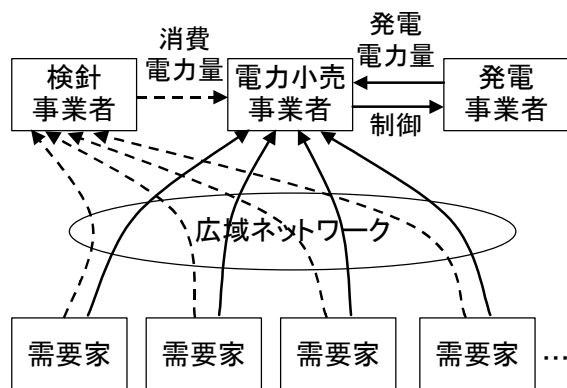 消費
電力量
発電
電力量
検針
事業者
電力小売
事業者
発電
事業者
制御
広域ネットワーク
需要家
需要家
需要家
需要家
…